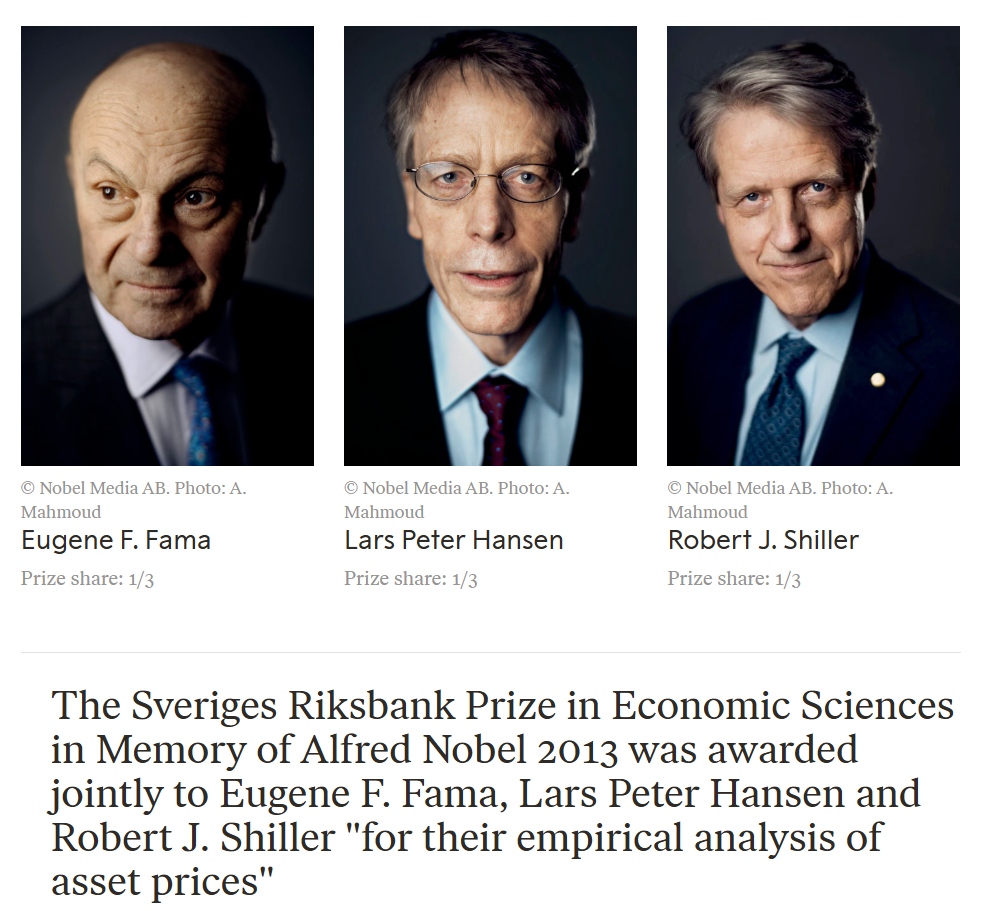 © Nobel Media AB. Photo: A.
Mahmoud
Eugene F. Fama
Prize share: 1/3
© Nobel Media AB. Photo: A.
Mahmoud
Lars Peter Hansen
Prize share: 1/3
© Nobel Media AB. Photo: A.
Mahmoud
Robert J. Shiller
Prize share: 1/3
The Sveriges Riksbank Prize in Economic Sciences
in Memory of Alfred Nobel 2013 was awarded
jointly to Eugene F. Fama, Lars Peter Hansen and
Robert J. Shiller "for their empirical analysis of
asset prices"